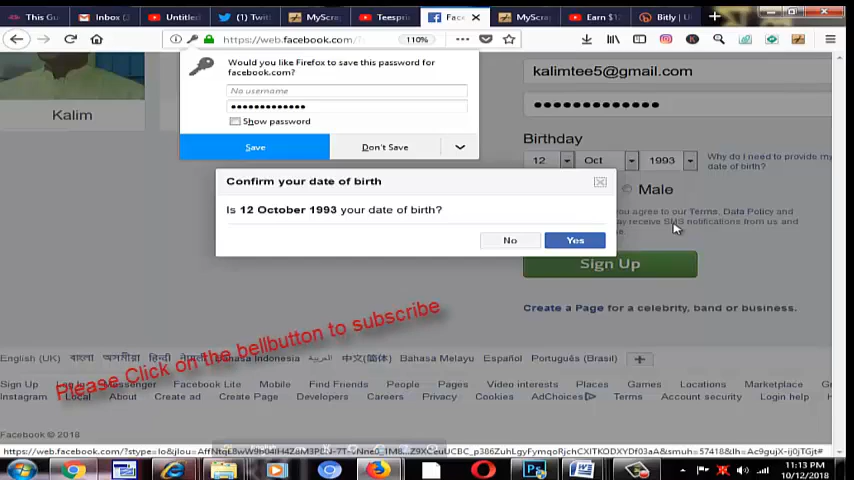 This Gu
Inbox (
Untitled
(1) Twi
MyScra
Teespri
Fac
MyScra
Earn $1
Bitly | U
https://web.facebook.com/?
110%
Would you like Firefox to save this password for
facebook.com?
No username
Show password
Save
Don't Save
Kalim
kalimtee5@gmail.com
Birthday
12
Oct
1993
Why do I need to provide my
date of birth?
Confirm your date of birth
Is 12 October 1993 your date of birth?
No
Yes
Male
you agree to our Terms, Data Policy and
ay receive SMS notifications from us and
Sign Up
Create a Page for a celebrity, band or business.
Please Click on the bellbutton to subscribe
English (UK) বাংলা অসমীয়া हिन्दी नेपाली Bahasa Indonesia العربية 中文(简体) Bahasa Melayu Español Português (Brasil)
Sign Up Messenger Facebook Lite Mobile Find Friends People Pages Video interests Places Games Locations Marketplace
Instagram Local About Create ad Create Page Developers Careers Privacy Cookies AdChoices Terms Account security Login help
Facebook © 2018
11:13 PM
10/12/2018